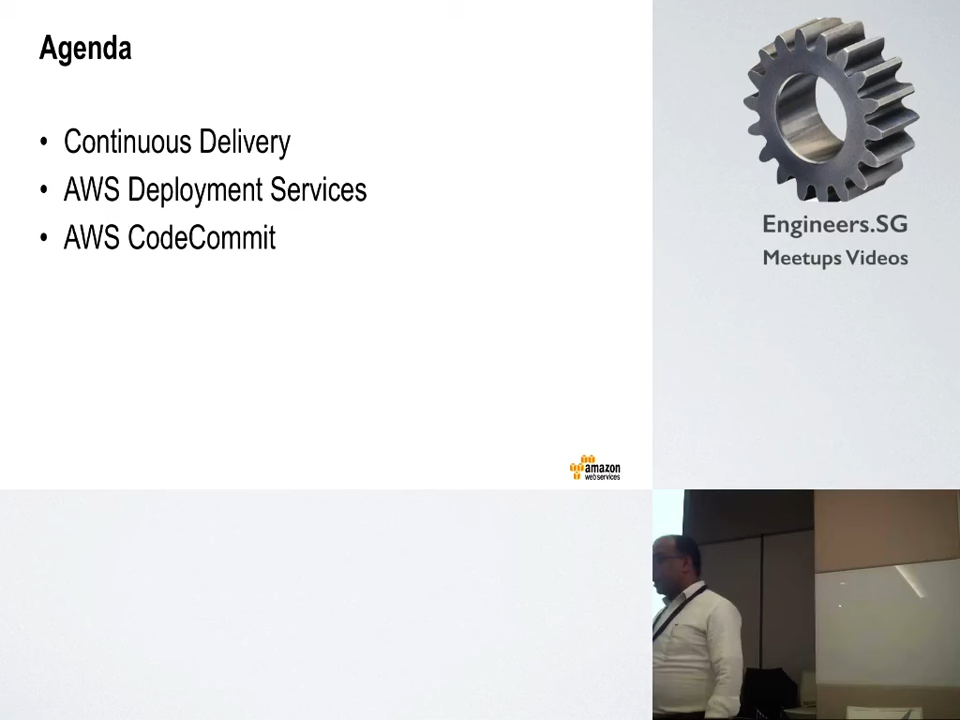 Agenda
• Continuous Delivery
• AWS Deployment Services
• AWS CodeCommit
amazon
web services
Engineers.SG
Meetups Videos